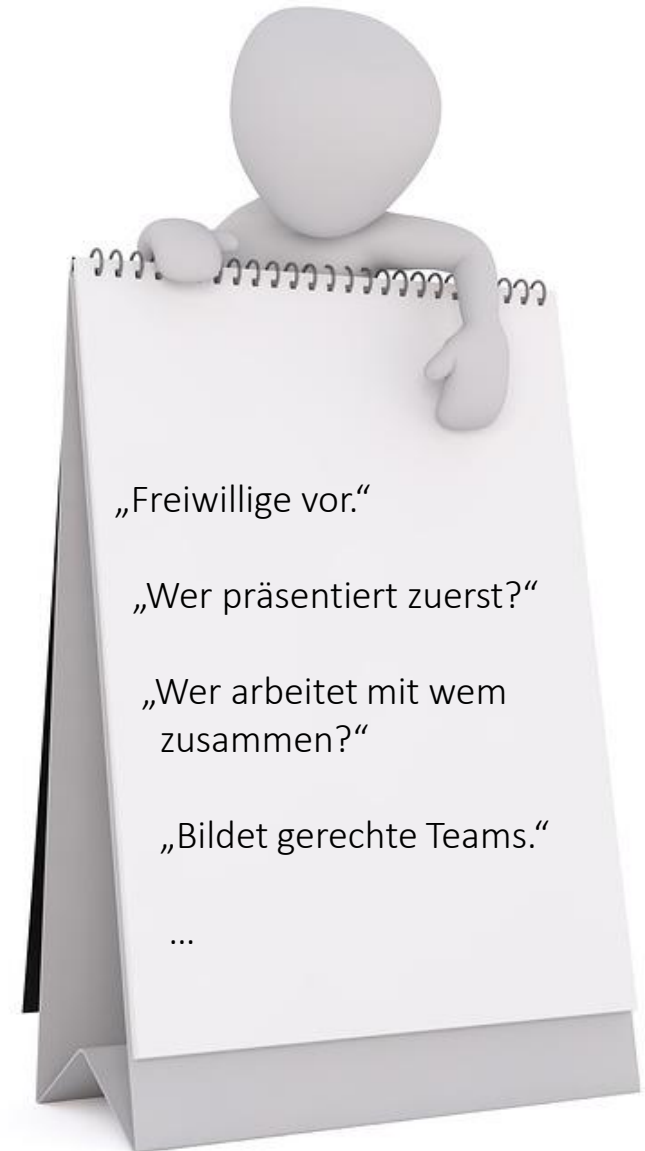 „Freiwillige vor.“
„Wer präsentiert zuerst?“
„Wer arbeitet mit wem
zusammen?“
„Bildet gerechte Teams.“
...